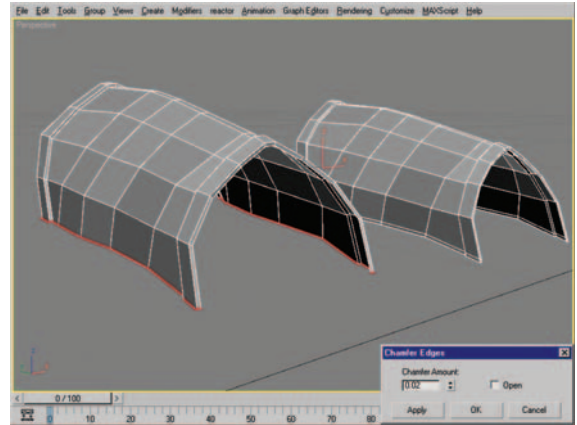 File Edit Tools Group Views Create Modifiers reactor Animation Graph Editors Rendering Customize MAXScript Help
Perspective
Chamfer Edges
Chamfer Amount:
0.02
Open
Apply OK Cancel
< 0 / 100 >
0 10 20 30 40 50 60 70 80